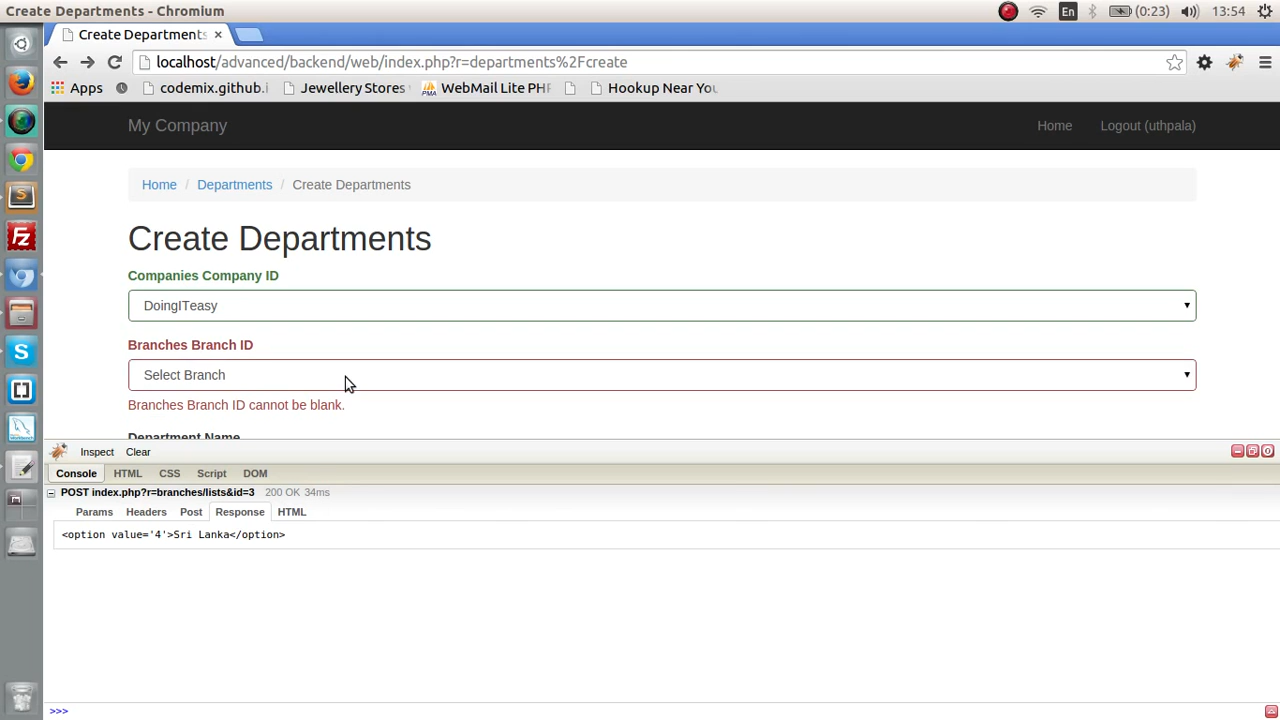 Create Departments - Chromium
En
(0:23)
13:54
Create Departments
localhost/advanced/backend/web/index.php?r=departments%2Fcreate
Apps
codemix.github.i
Jewellery Stores
WebMail Lite PHP
Hookup Near You
My Company
Home
Logout (uthpala)
Home / Departments / Create Departments
Create Departments
Companies Company ID
DoingITeasy
Branches Branch ID
Select Branch
Branches Branch ID cannot be blank.
Department Name
Inspect
Clear
Console
HTML
CSS
Script
DOM
POST index.php?r=branches/lists&id=3 200 OK 34ms
Params
Headers
Post
Response
HTML
<option value='4'>Sri Lanka</option>
>>>